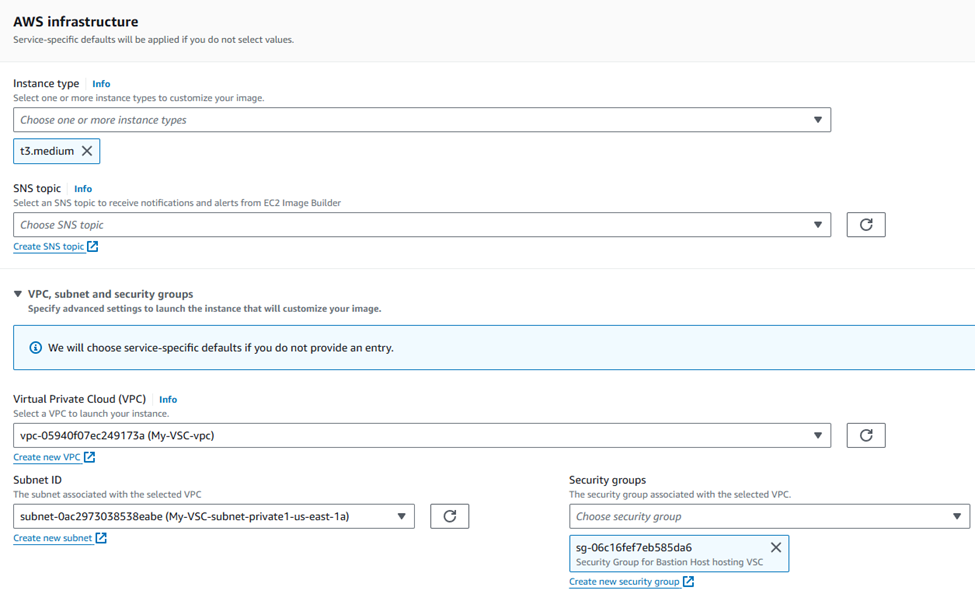 AWS infrastructure
Service-specific defaults will be applied if you do not select values.
Instance type Info
Select one or more instance types to customize your image.
Choose one or more instance types
t3.medium
SNS topic Info
Select an SNS topic to receive notifications and alerts from EC2 Image Builder
Choose SNS topic
Create SNS topic
VPC, subnet and security groups
Specify advanced settings to launch the instance that will customize your image.
We will choose service-specific defaults if you do not provide an entry.
Virtual Private Cloud (VPC) Info
Select a VPC to launch your instance.
vpc-05940f07ec249173a (My-VSC-vpc)
Create new VPC
Subnet ID
The subnet associated with the selected VPC
subnet-0ac2973038538eabe (My-VSC-subnet-private1-us-east-1a)
Create new subnet
Security groups
The security group associated with the selected VPC.
Choose security group
sg-06c16fef7eb585da6
Security Group for Bastion Host hosting VSC
Create new security group